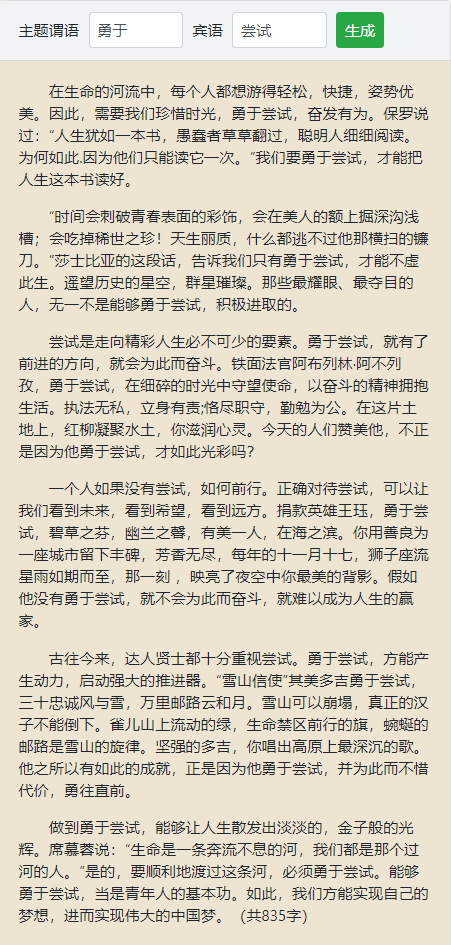 主题谓语 勇于 宾语 尝试 生成
在生命的河流中，每个人都想游得轻松，快捷，姿势优
美。因此，需要我们珍惜时光，勇于尝试，奋发有为。保罗说
过：“人生犹如一本书，愚蠢者草草翻过，聪明人细细阅读。
为何如此.因为他们只能读它一次。”我们要勇于尝试，才能把
人生这本书读好。
“时间会刺破青春表面的彩饰，会在美人的额上掘深沟浅
槽；会吃掉稀世之珍！天生丽质，什么都逃不过他那横扫的镰
刀。”莎士比亚的这段话，告诉我们只有勇于尝试，才能不虚
此生。遥望历史的星空，群星璀璨。那些最耀眼、最夺目的
人，无一不是能够勇于尝试，积极进取的。
尝试是走向精彩人生必不可少的要素。勇于尝试，就有了
前进的方向，就会为此而奋斗。铁面法官阿布列林·阿不列
孜，勇于尝试，在细碎的时光中守望使命，以奋斗的精神拥抱
生活。执法无私，立身有责;恪尽职守，勤勉为公。在这片土
地上，红柳凝聚水土，你滋润心灵。今天的人们赞美他，不正
是因为他勇于尝试，才如此光彩吗？
一个人如果没有尝试，如何前行。正确对待尝试，可以让
我们看到未来，看到希望，看到远方。捐款英雄王珏，勇于尝
试，碧草之芬，幽兰之馨，有美一人，在海之滨。你用善良为
一座城市留下丰碑，芳香无尽，每年的十一月十七，狮子座流
星雨如期而至，那一刻 ，映亮了夜空中你最美的背影。假如
他没有勇于尝试，就不会为此而奋斗，就难以成为人生的赢
家。
古往今来，达人贤士都十分重视尝试。勇于尝试，方能产
生动力，启动强大的推进器。“雪山信使”其美多吉勇于尝试，
三十忠诚风与雪，万里邮路云和月。雪山可以崩塌，真正的汉
子不能倒下。雀儿山上流动的绿，生命禁区前行的旗，蜿蜒的
邮路是雪山的旋律。坚强的多吉，你唱出高原上最深沉的歌。
他之所以有如此的成就，正是因为他勇于尝试，并为此而不惜
代价，勇往直前。
做到勇于尝试，能够让人生散发出淡淡的，金子般的光
辉。席慕蓉说：“生命是一条奔流不息的河，我们都是那个过
河的人。”是的，要顺利地渡过这条河，必须勇于尝试。能够
勇于尝试，当是青年人的基本功。如此，我们方能实现自己的
梦想，进而实现伟大的中国梦。（共835字）